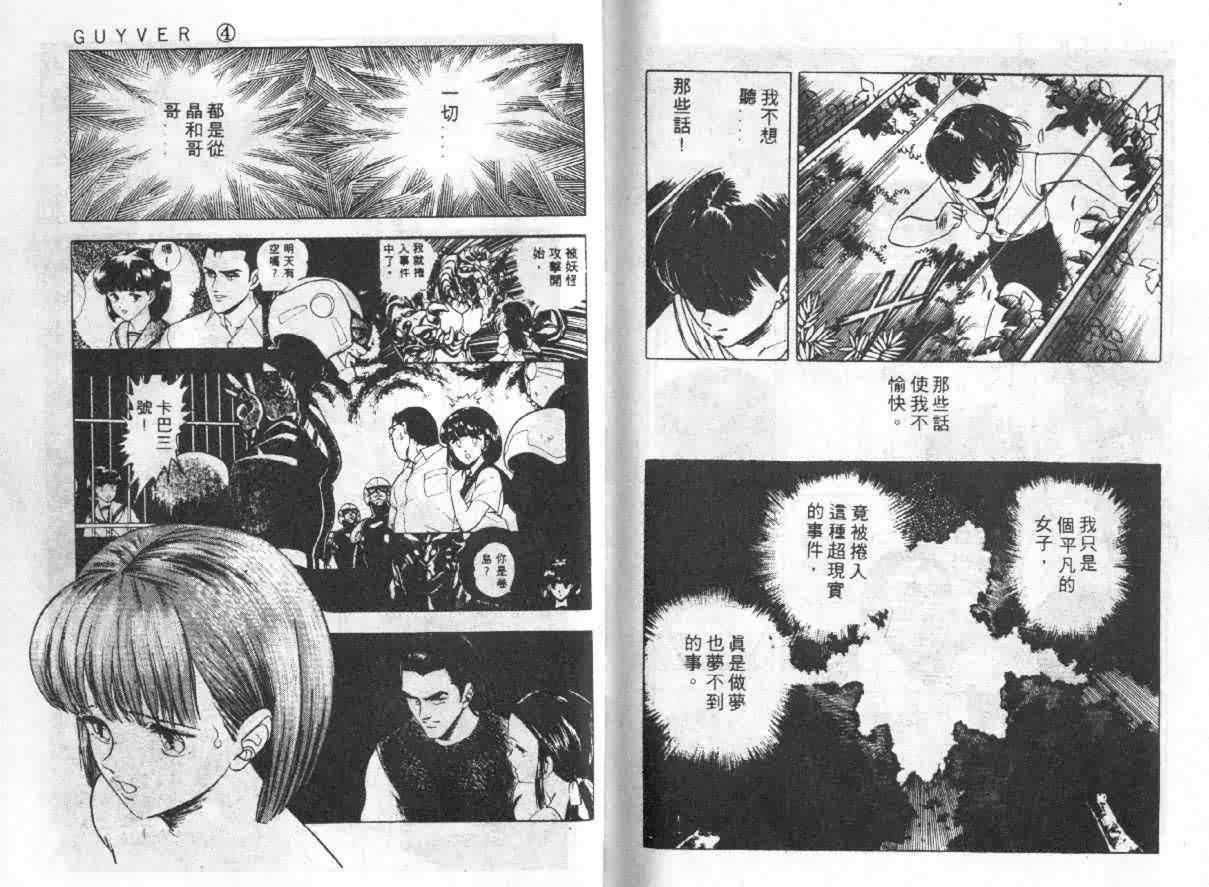 我不想
聽‥‥
那些話！
那些話
使我不
愉快。
我只是
個平凡的
女子，
竟被捲入
這種超現實
的事件，
眞是做夢
也夢不到
的事。
GUYVER ④
一切‥‥
都是從
晶和哥
哥‥‥
被妖怪
攻擊開
始，
我就捲
入事件
中了。
明天有
空嗎？
嗯！
卡巴三
號！
你是卷
島？